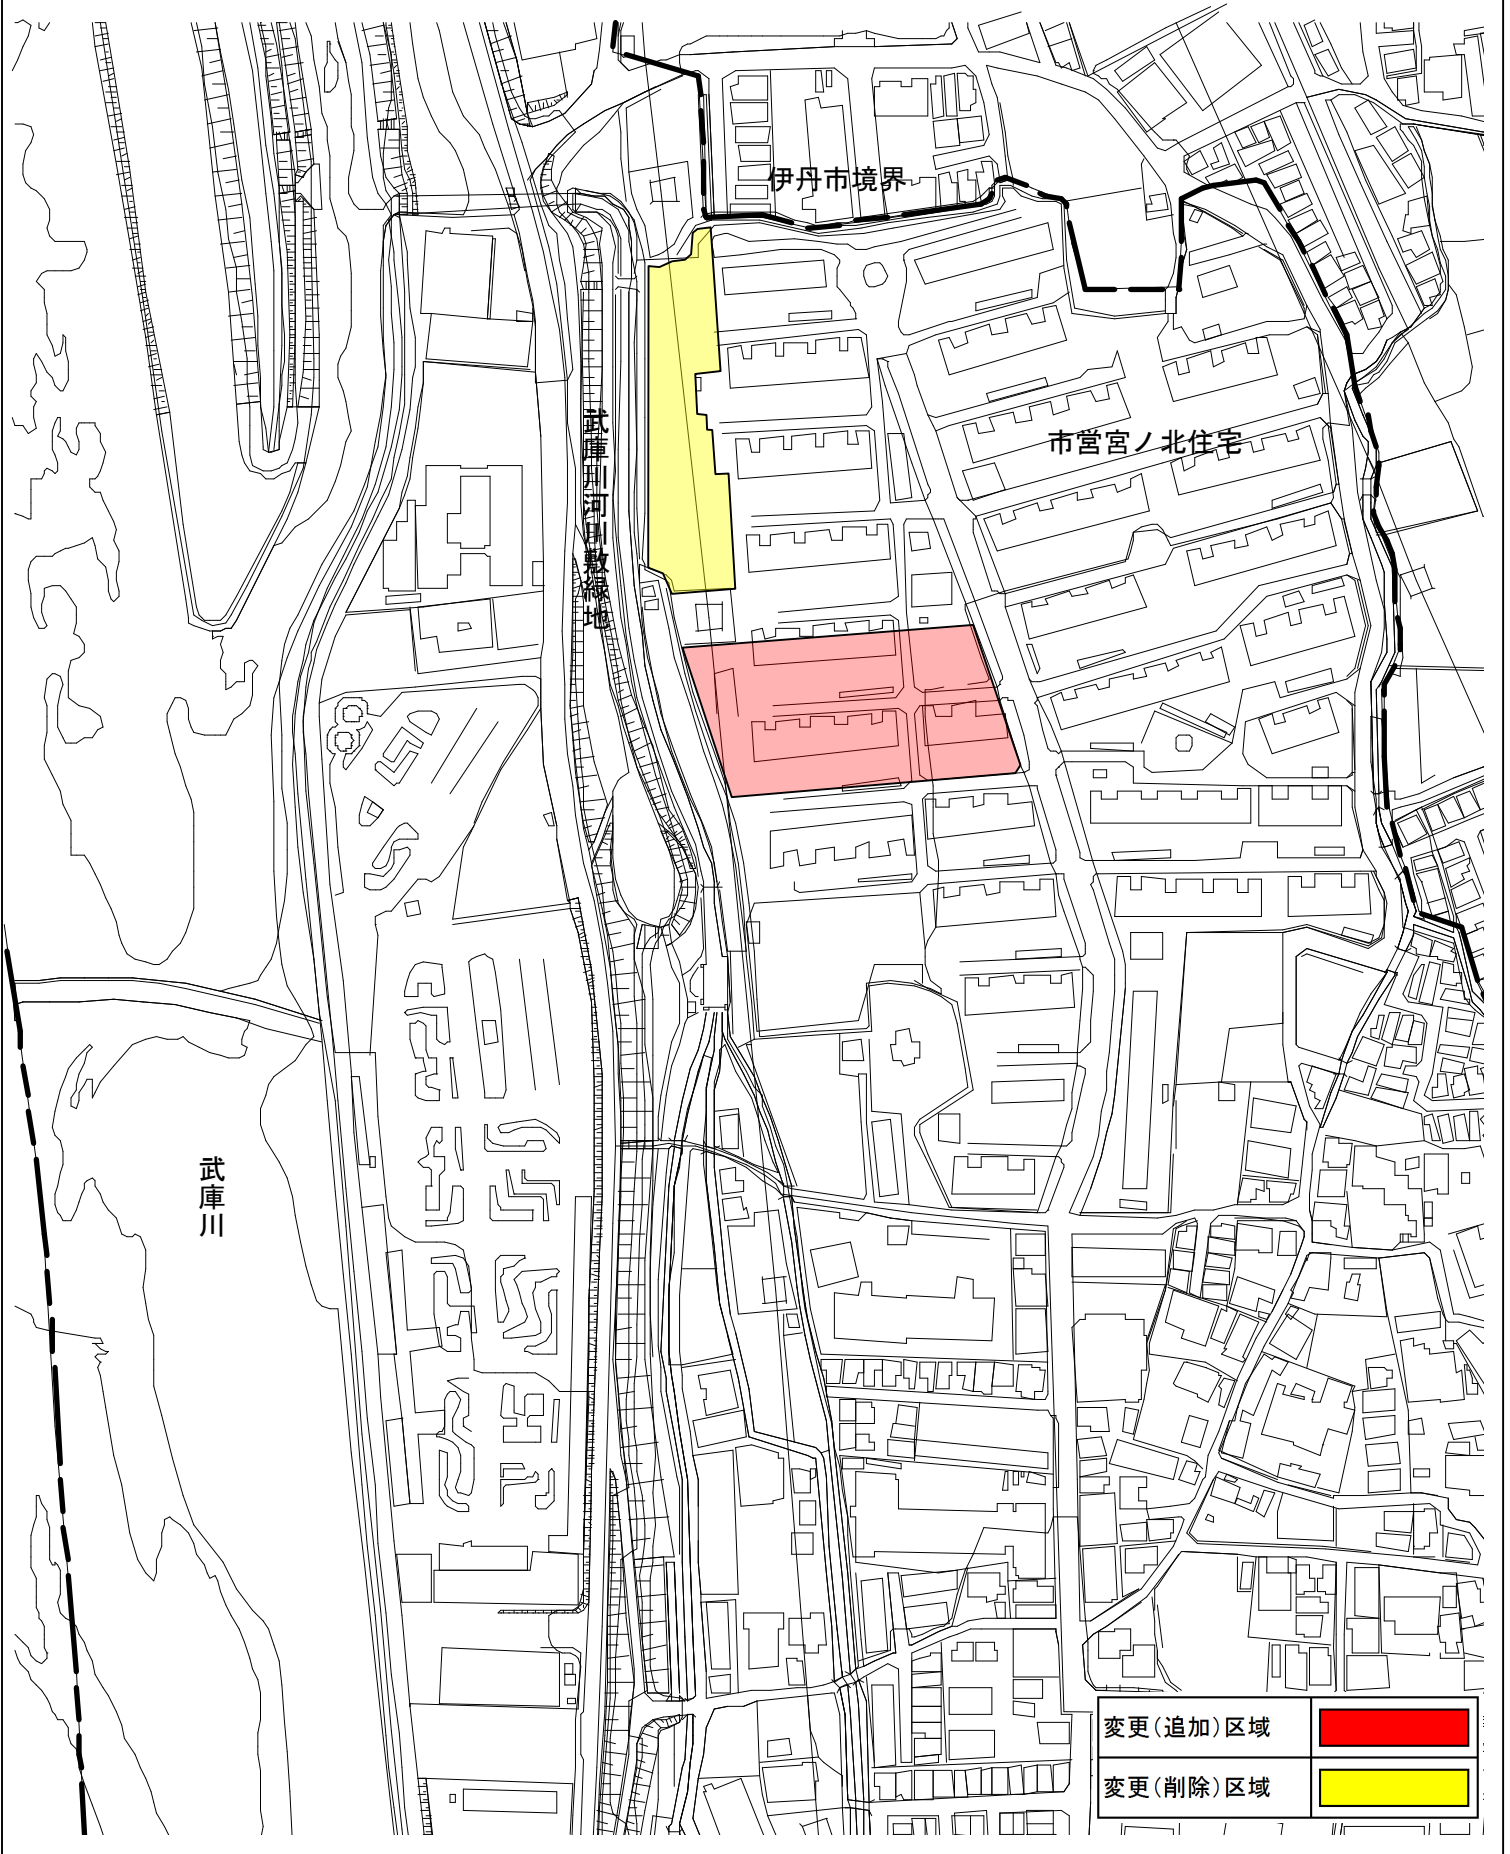 伊丹市境界
市営宮ノ北住宅
武庫川河川敷緑地
武庫川
変更(追加)区域
変更(削除)区域